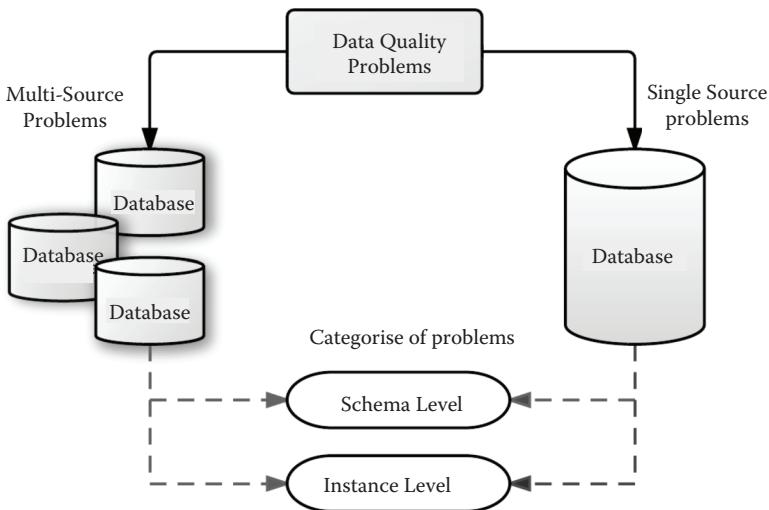 Data Quality
Problems
Multi-Source
Problems
Single Source
problems
Database
Database
Database
Database
Categorise of problems
Schema Level
Instance Level